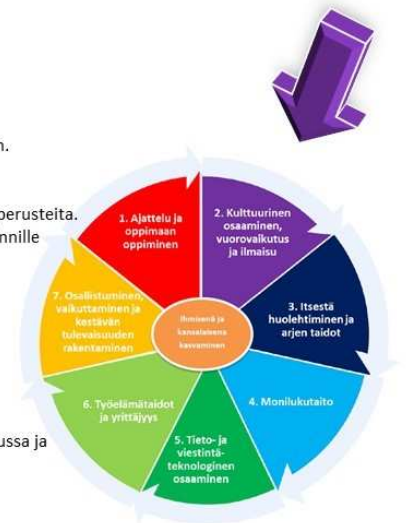 n.
perusteita.
nnille
ussa ja
1. Ajattelu ja
oppimaan
oppiminen
2. Kulttuurinen
osaaminen,
vuorovaikutus
ja ilmaisu
3. Itsestä
huolehtiminen ja
arjen taidot
4. Monilukutaito
5. Tieto- ja
viestintä-
teknologinen
osaaminen
6. Työelämätaidot
ja yrittäjyys
7. Osallistuminen,
vaikuttaminen ja
kestävän
tulevaisuuden
rakentaminen
Ihmisenä ja
kansalaisena
kasvaminen